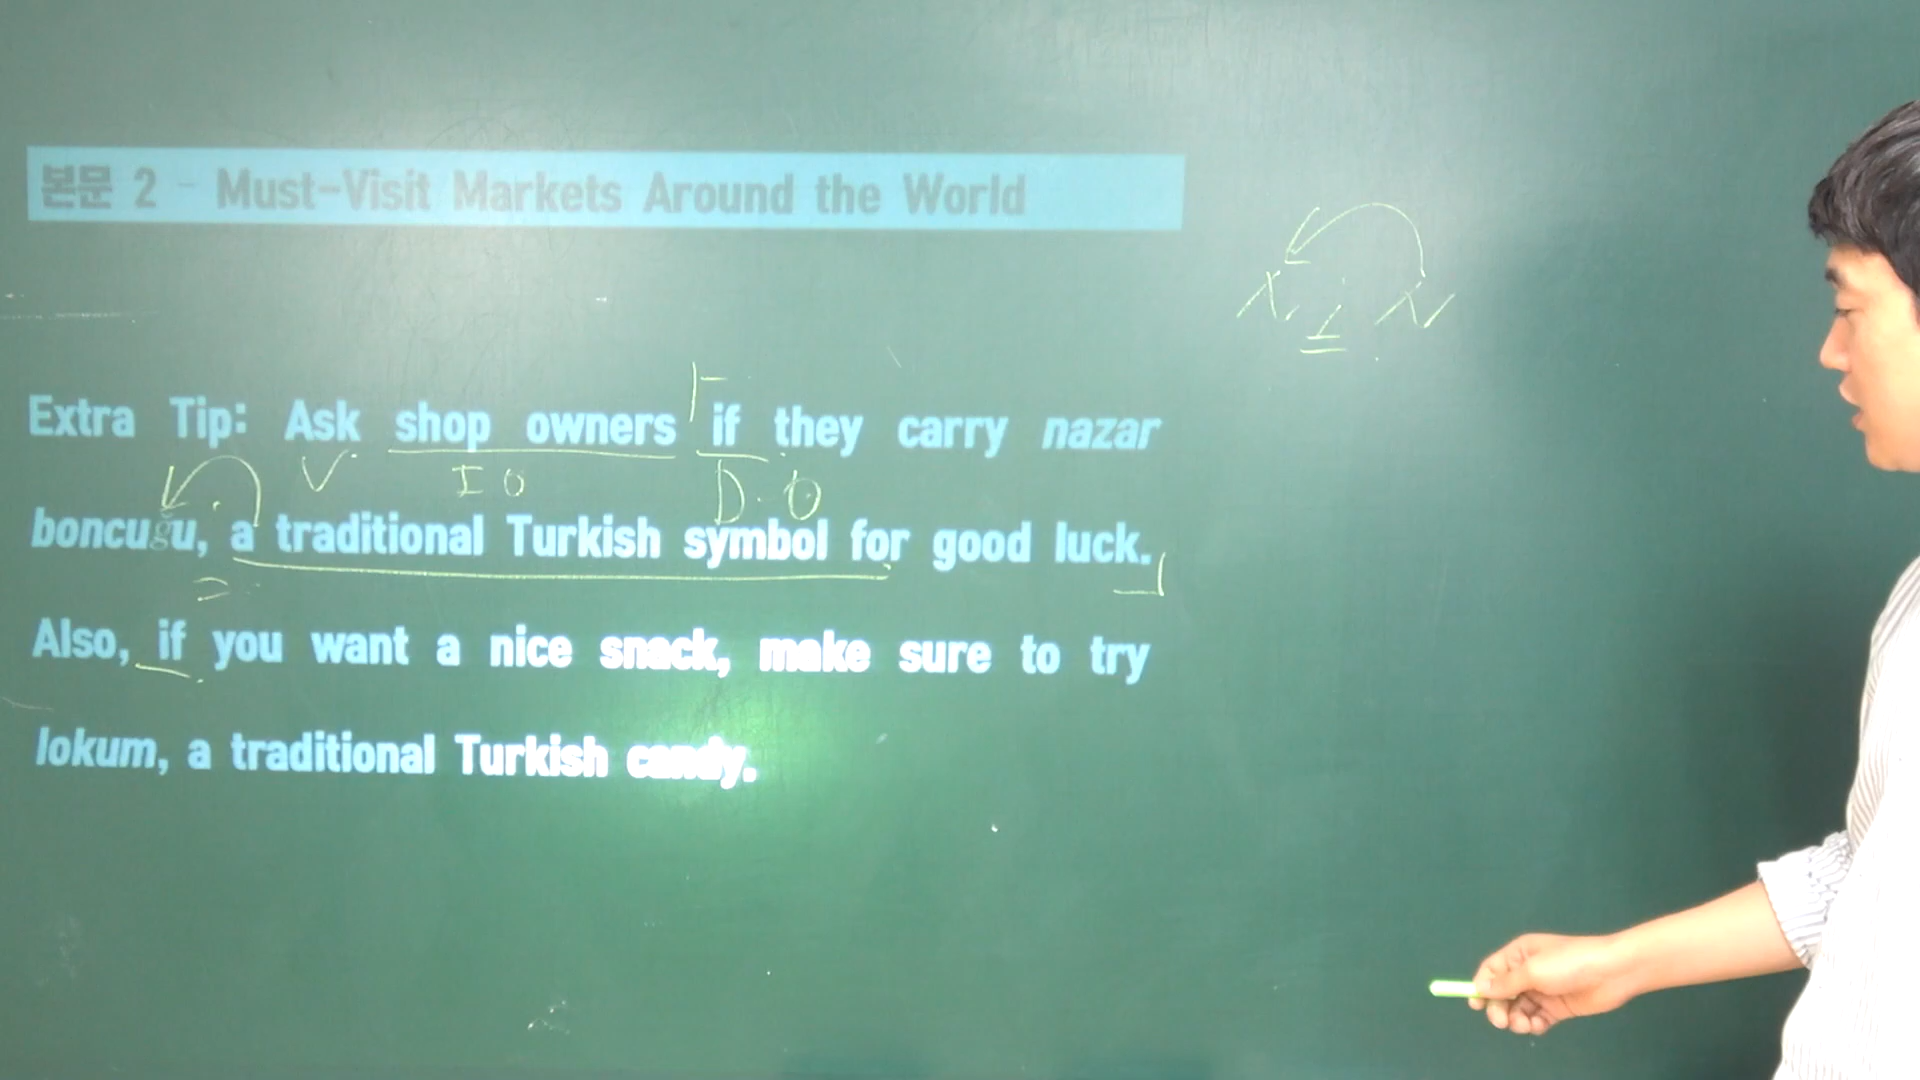 본문 2 - Must-Visit Markets Around the World
Extra Tip: Ask shop owners if they carry nazar
V IO D.O
boncuğu, a traditional Turkish symbol for good luck.
=
Also, if you want a nice snack, make sure to try
lokum, a traditional Turkish candy.